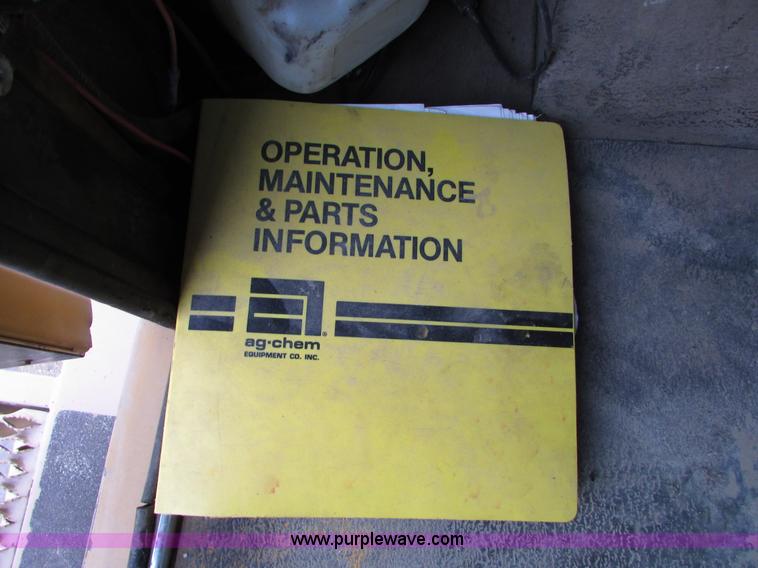 OPERATION,
MAINTENANCE
& PARTS
INFORMATION
®
ag·chem
EQUIPMENT CO. INC.
www.purplewave.com